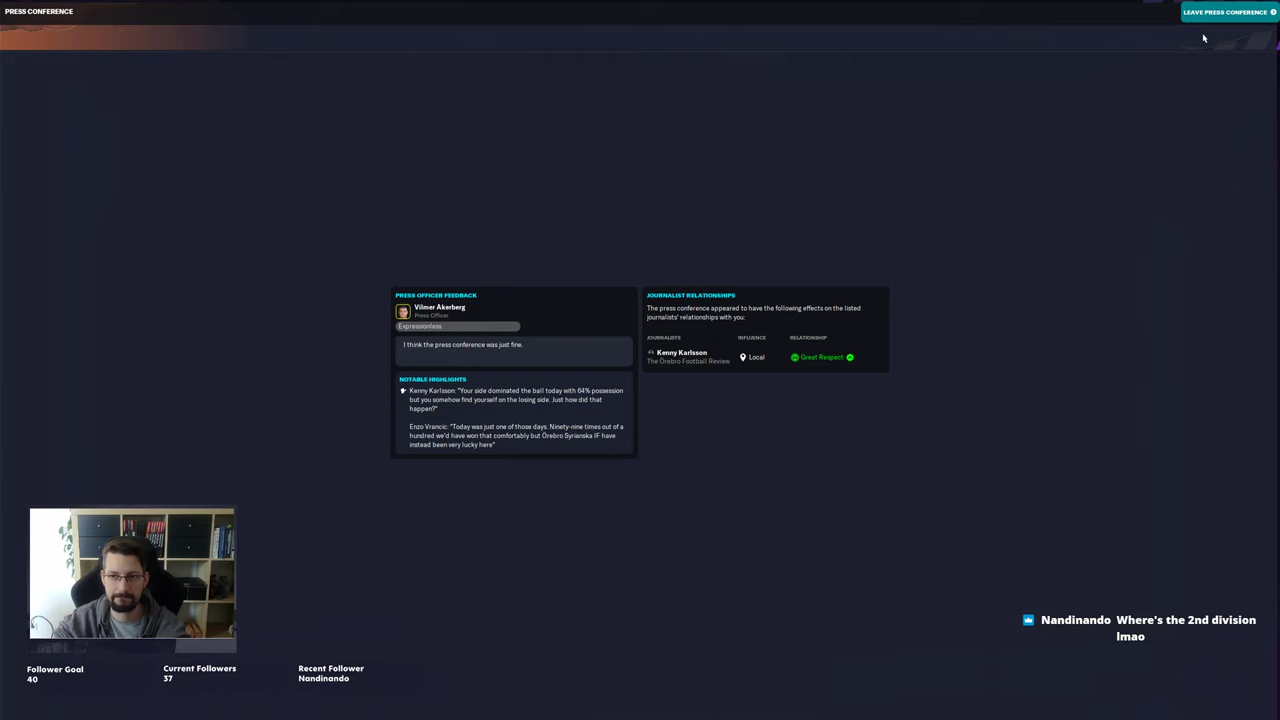 PRESS CONFERENCE
LEAVE PRESS CONFERENCE
PRESS OFFICER FEEDBACK
Vilmer Åkerberg
Press Officer
Expressionless
I think the press conference was just fine.
NOTABLE HIGHLIGHTS
Kenny Karlsson: "Your side dominated the ball today with 64% possession
but you somehow find yourself on the losing side. Just how did that
happen?"
Enzo Vrancic: "Today was just one of those days. Ninety-nine times out of a
hundred we'd have won that comfortably but Örebro Syrianska IF have
instead been very lucky here"
JOURNALIST RELATIONSHIPS
The press conference appeared to have the following effects on the listed
journalists' relationships with you:
JOURNALISTS INFLUENCE RELATIONSHIP
Kenny Karlsson
The Örebro Football Review
Local
Great Respect
Nandinando Where's the 2nd division
lmao
Follower Goal
40
Current Followers
37
Recent Follower
Nandinando